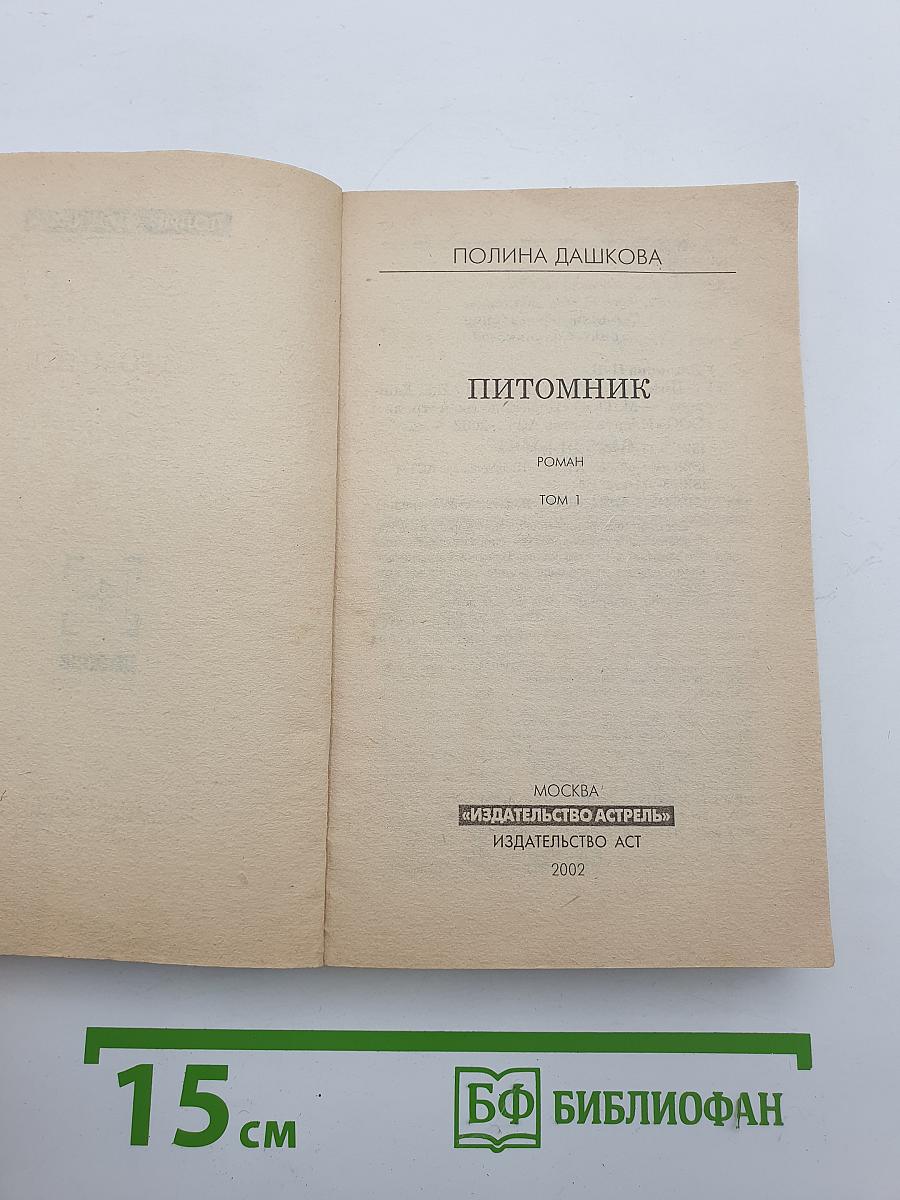 ПОЛИНА ДАШКОВА
ПИТОМНИК
РОМАН
ТОМ 1
МОСКВА
«ИЗДАТЕЛЬСТВО АСТРЕЛЬ»
ИЗДАТЕЛЬСТВО АСТ
2002
15 см
БФ БИБЛИОФАН